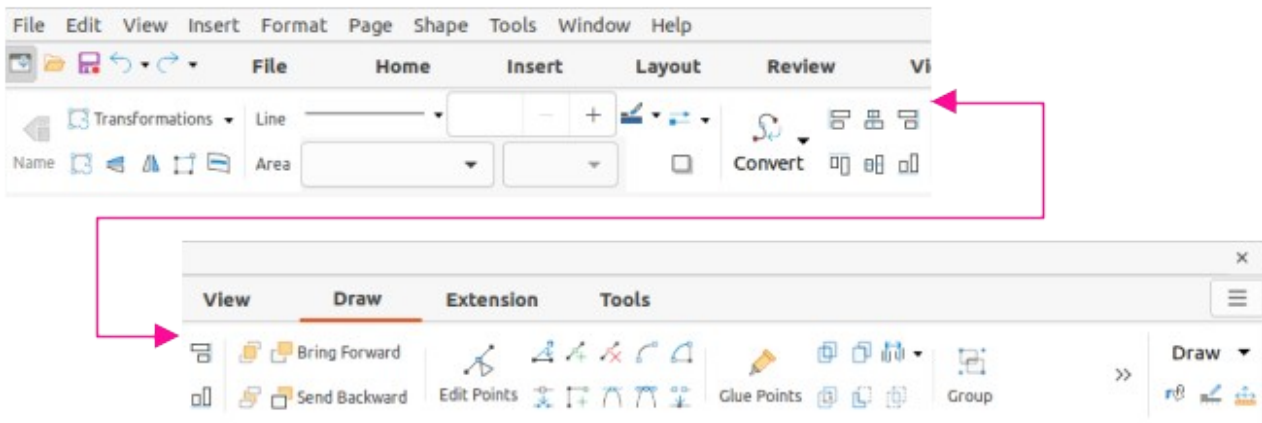 File Edit View Insert Format Page Shape Tools Window Help
File Home Insert Layout Review Vi
Transformations Line
Name Area Convert
View Draw Extension Tools
Bring Forward Draw
Edit Points Glue Points Group
Send Backward